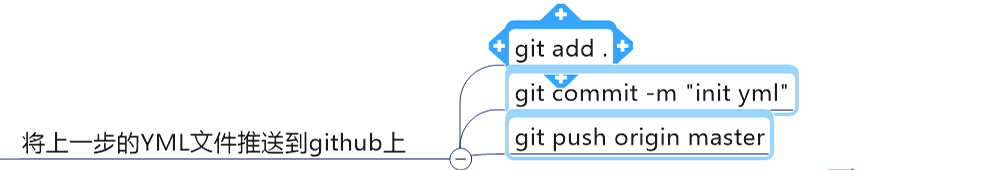 git add .
git commit -m "init yml"
将上一步的YML文件推送到github上
git push origin master